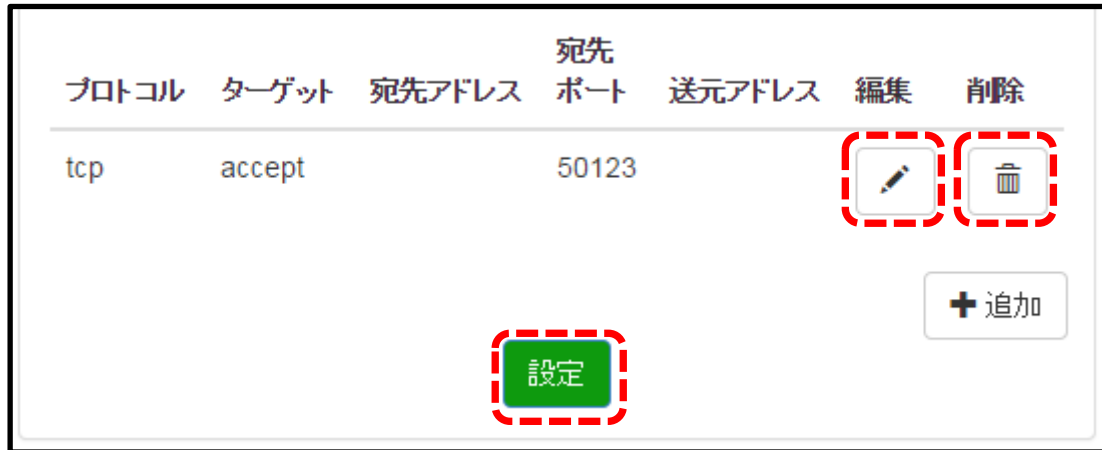 プロトコル ターゲット 宛先アドレス 宛先ポート 送元アドレス 編集 削除
tcp accept 50123
追加
設定